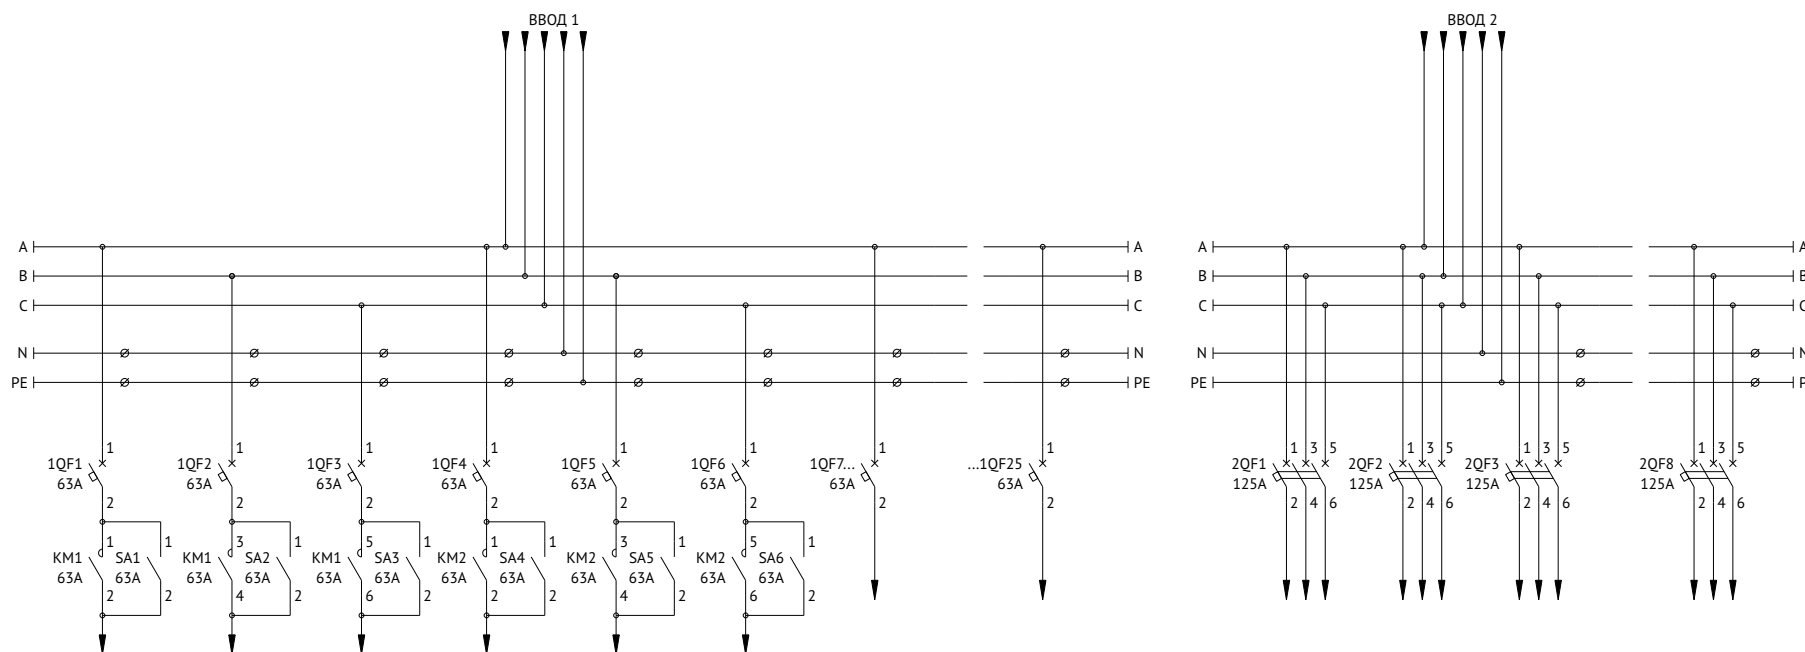 ВВОД 1
ВВОД 2
A A A A
B B B B
C C C C
N N N N
PE PE PE P
1 1 1 1 1 1 1 1 1 3 5 1 3 5 1 3 5 1 3 5
1QF1 1QF2 1QF3 1QF4 1QF5 1QF6 1QF7... ...1QF25 2QF1 2QF2 2QF3 2QF8
63A 63A 63A 63A 63A 63A 63A 63A 125A 125A 125A 125A
2 2 2 2 2 2 2 2 2 4 6 2 4 6 2 4 6 2 4 6
1 1 3 1 5 1 1 1 3 1 5 1
KM1 SA1 KM1 SA2 KM1 SA3 KM2 SA4 KM2 SA5 KM2 SA6
63A 63A 63A 63A 63A 63A 63A 63A 63A 63A 63A 63A
2 2 4 2 6 2 2 2 4 2 6 2